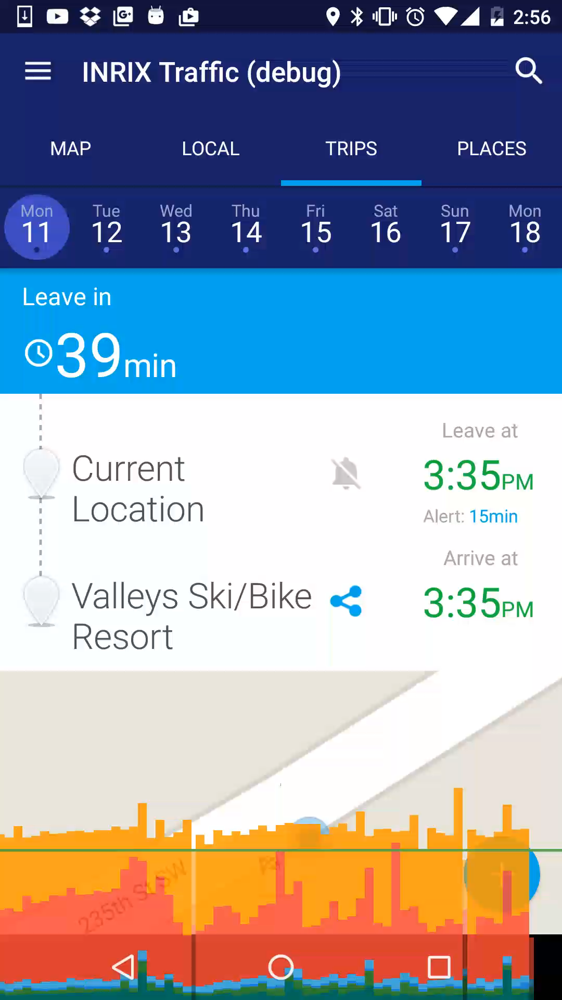 2:56
INRIX Traffic (debug)
MAP LOCAL TRIPS PLACES
Mon Tue Wed Thu Fri Sat Sun Mon
11 12 13 14 15 16 17 18
Leave in
39min
Leave at
Current
Location
3:35PM
Alert: 15min
Arrive at
Valleys Ski/Bike
Resort
3:35PM
235th St SW